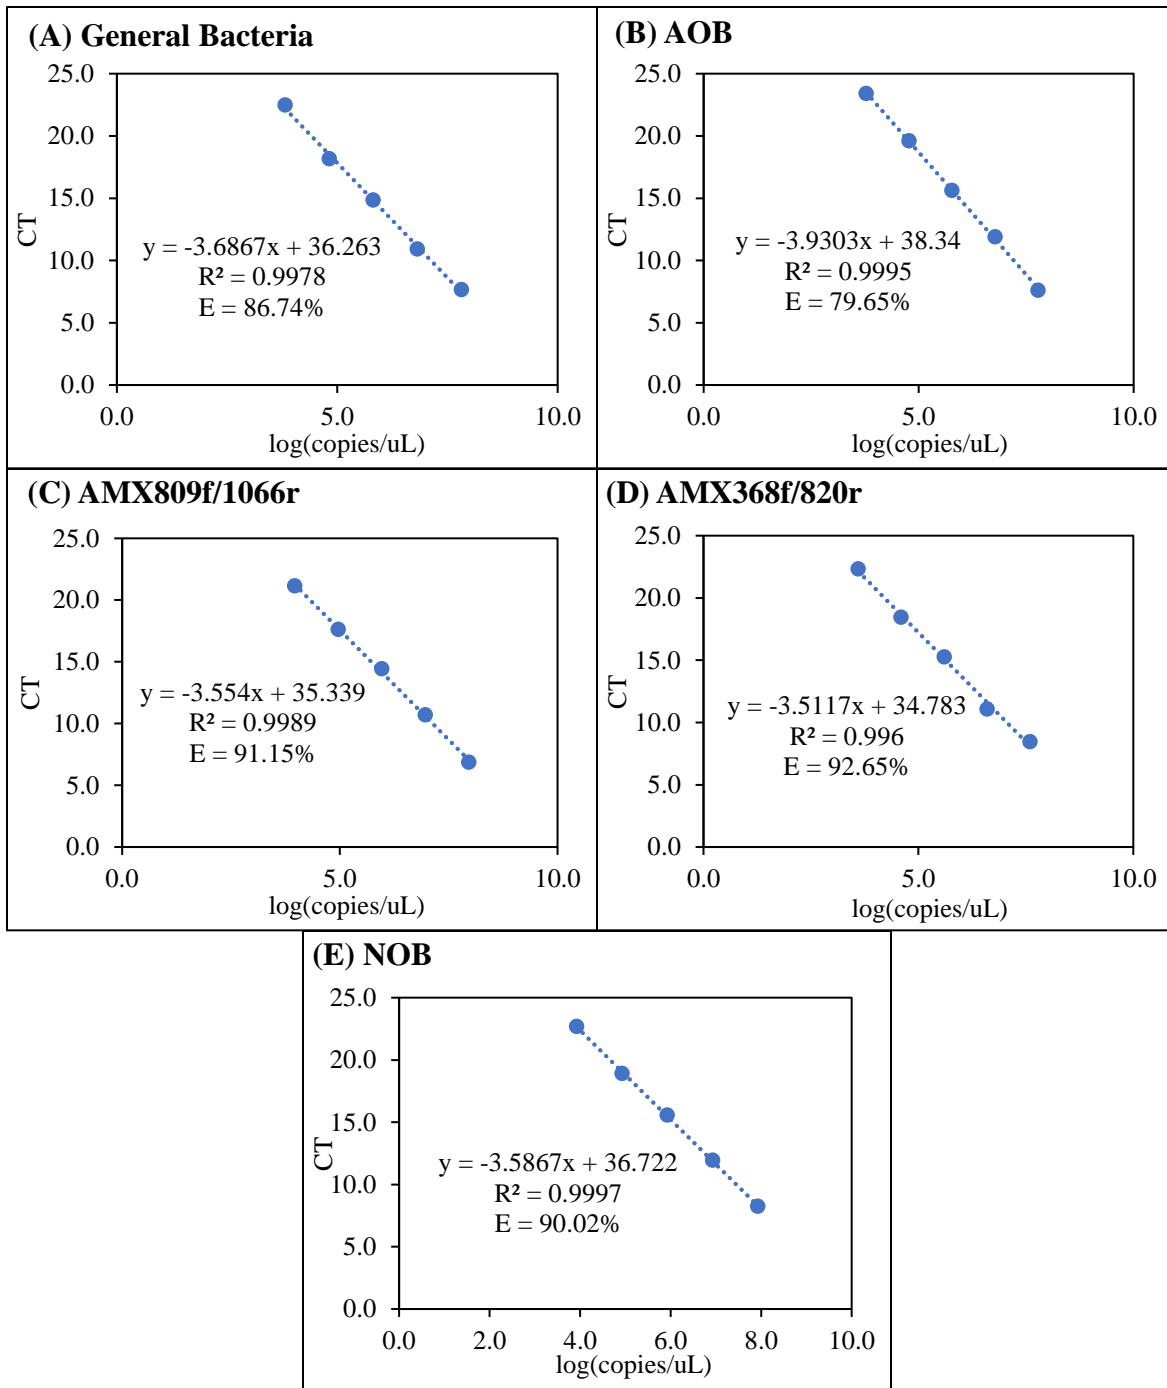 (A) General Bacteria
25.0
20.0
15.0
10.0
5.0
0.0
CT
y = -3.6867x + 36.263
R² = 0.9978
E = 86.74%
0.0 5.0 10.0
log(copies/uL)
(B) AOB
25.0
20.0
15.0
10.0
5.0
0.0
CT
y = -3.9303x + 38.34
R² = 0.9995
E = 79.65%
0.0 5.0 10.0
log(copies/uL)
(C) AMX809f/1066r
25.0
20.0
15.0
10.0
5.0
0.0
CT
y = -3.554x + 35.339
R² = 0.9989
E = 91.15%
0.0 5.0 10.0
log(copies/uL)
(D) AMX368f/820r
25.0
20.0
15.0
10.0
5.0
0.0
CT
y = -3.5117x + 34.783
R² = 0.996
E = 92.65%
0.0 5.0 10.0
log(copies/uL)
(E) NOB
25.0
20.0
15.0
10.0
5.0
0.0
CT
y = -3.5867x + 36.722
R² = 0.9997
E = 90.02%
0.0 2.0 4.0 6.0 8.0 10.0
log(copies/uL)